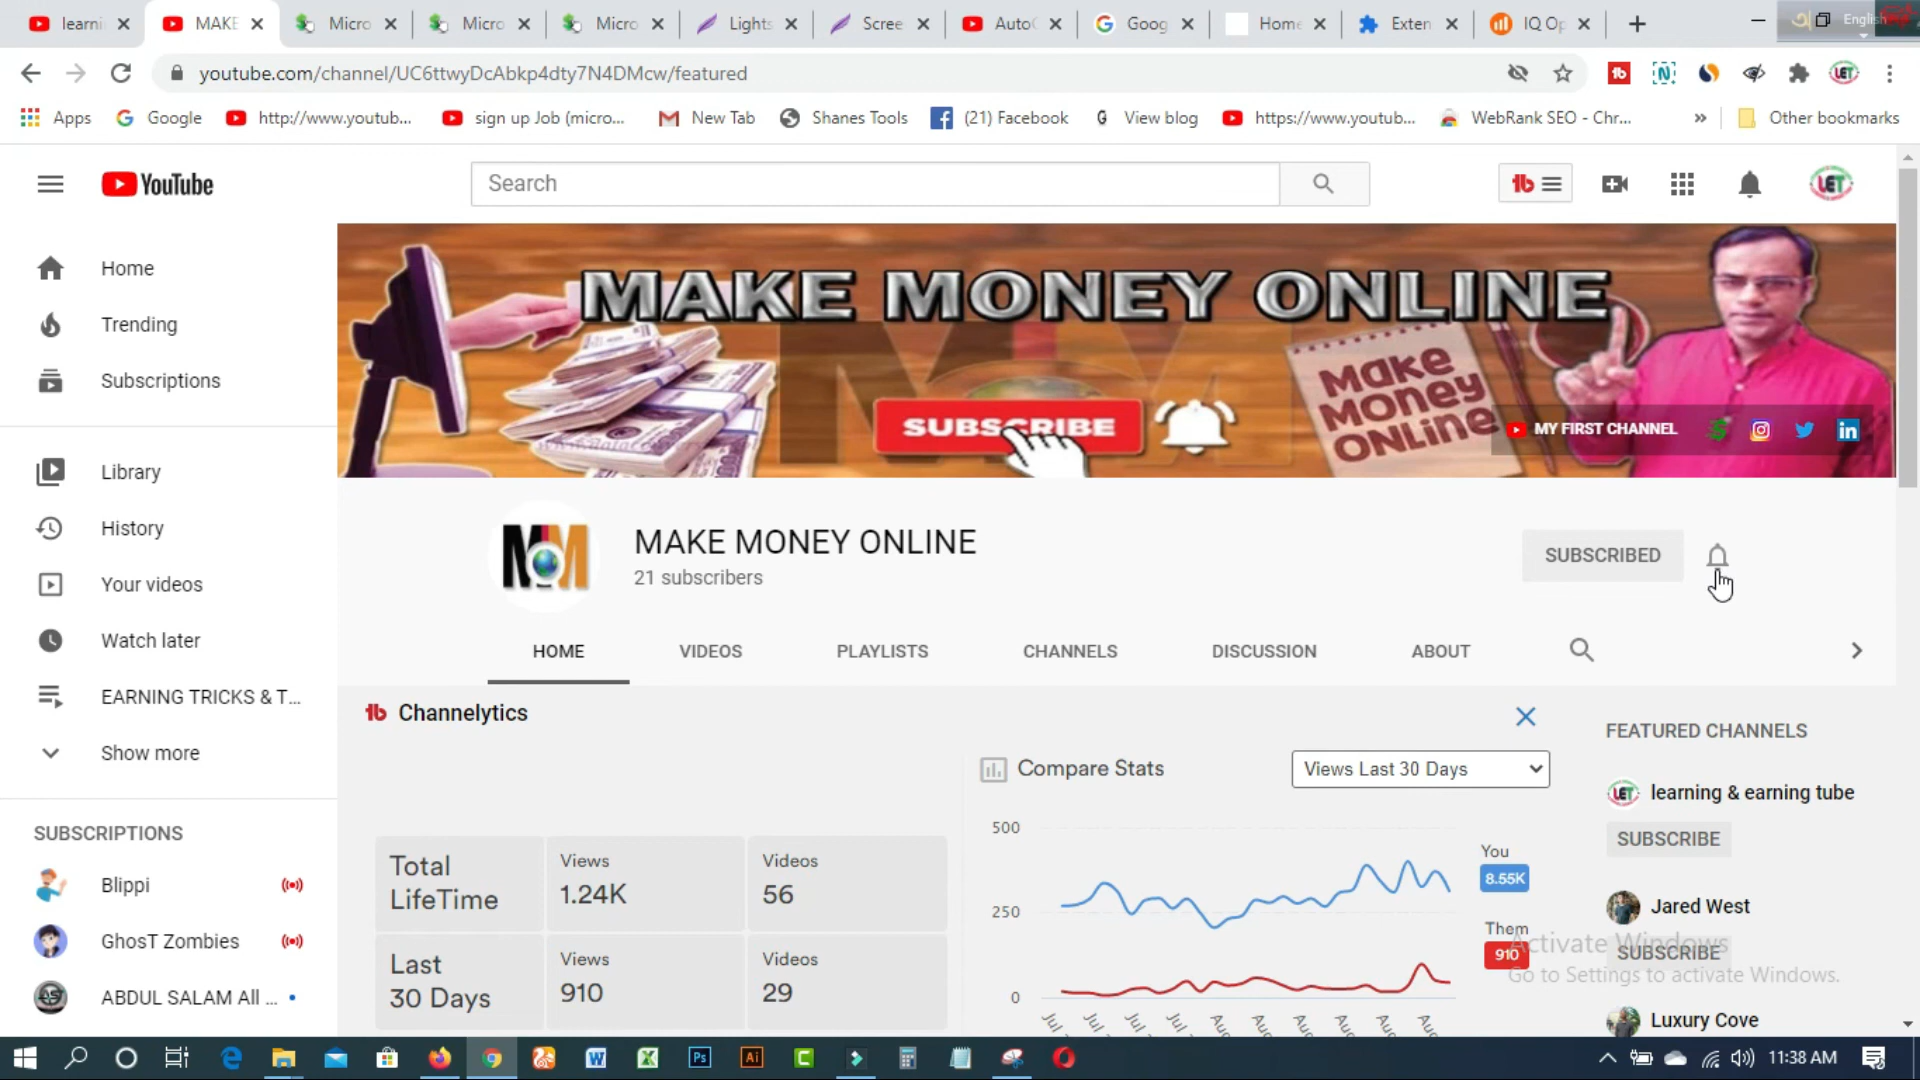 learni
MAKE
Micro
Micro
Micro
Lights
Scree
Auto
Goog
Home
Exten
IQ Op
English
youtube.com/channel/UC6ttwyDcAbkp4dty7N4DMcw/featured
Apps
Google
http://www.youtub...
sign up Job (micro...
New Tab
Shanes Tools
(21) Facebook
View blog
https://www.youtub...
WebRank SEO - Chr...
»
Other bookmarks
YouTube
Search
LET
Home
Trending
Subscriptions
Library
History
Your videos
Watch later
EARNING TRICKS & T...
Show more
SUBSCRIPTIONS
Blippi
GhosT Zombies
ABDUL SALAM All ...
MAKE MONEY ONLINE
SUBSCRIBE
Make
Money
ONLine
MY FIRST CHANNEL
MAKE MONEY ONLINE
21 subscribers
SUBSCRIBED
HOME
VIDEOS
PLAYLISTS
CHANNELS
DISCUSSION
ABOUT
Channelytics
Total
LifeTime
Views
1.24K
Videos
56
Last
30 Days
Views
910
Videos
29
Compare Stats
Views Last 30 Days
500
250
0
You
8.55K
Them
910
FEATURED CHANNELS
learning & earning tube
SUBSCRIBE
Jared West
SUBSCRIBE
Luxury Cove
Activate Windows
Go to Settings to activate Windows.
11:38 AM